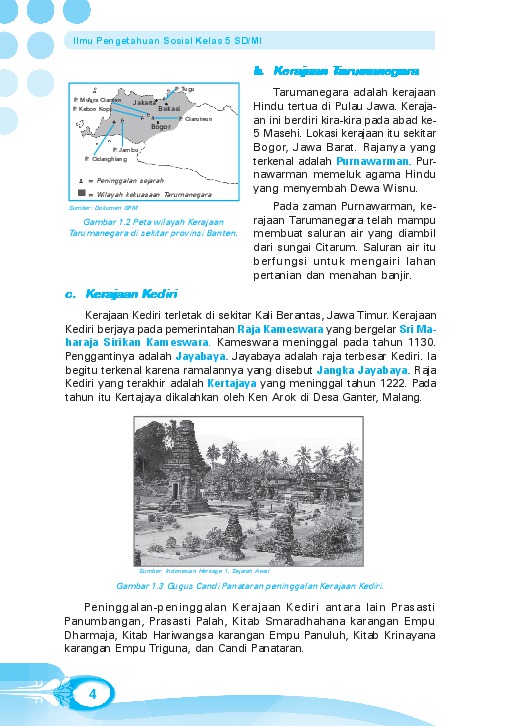 Ilmu Pengetahuan Sosial Kelas 5 SD/MI
P. Tugu
P. Muara Cianten
Jakarta
P. Kebon Kopi
Bekasi
P. Ciaruteun
Bogor
P. Jambu
P. Cidanghiang
= Peninggalan sejarah
= Wilayah kekuasaan Tarumanegara
Sumber: Dokumen GPM
Gambar 1.2 Peta wilayah Kerajaan
Tarumanegara di sekitar provinsi Banten.
b. Kerajaan Tarumanegara
Tarumanegara adalah kerajaan
Hindu tertua di Pulau Jawa. Keraja-
an ini berdiri kira-kira pada abad ke-
5 Masehi. Lokasi kerajaan itu sekitar
Bogor, Jawa Barat. Rajanya yang
terkenal adalah Purnawarman. Pur-
nawarman memeluk agama Hindu
yang menyembah Dewa Wisnu.
Pada zaman Purnawarman, ke-
rajaan Tarumanegara telah mampu
membuat saluran air yang diambil
dari sungai Citarum. Saluran air itu
berfungsi untuk mengairi lahan
pertanian dan menahan banjir.
c. Kerajaan Kediri
Kerajaan Kediri terletak di sekitar Kali Berantas, Jawa Timur. Kerajaan
Kediri berjaya pada pemerintahan Raja Kameswara yang bergelar Sri Ma-
haraja Sirikan Kameswara. Kameswara meninggal pada tahun 1130.
Penggantinya adalah Jayabaya. Jayabaya adalah raja terbesar Kediri. Ia
begitu terkenal karena ramalannya yang disebut Jangka Jayabaya. Raja
Kediri yang terakhir adalah Kertajaya yang meninggal tahun 1222. Pada
tahun itu Kertajaya dikalahkan oleh Ken Arok di Desa Ganter, Malang.
Sumber: Indonesian Heritage 1, Sejarah Awal
Gambar 1.3 Gugus Candi Panataran peninggalan Kerajaan Kediri.
Peninggalan-peninggalan Kerajaan Kediri antara lain Prasasti
Panumbangan, Prasasti Palah, Kitab Smaradhahana karangan Empu
Dharmaja, Kitab Hariwangsa karangan Empu Panuluh, Kitab Krinayana
karangan Empu Triguna, dan Candi Panataran.
4